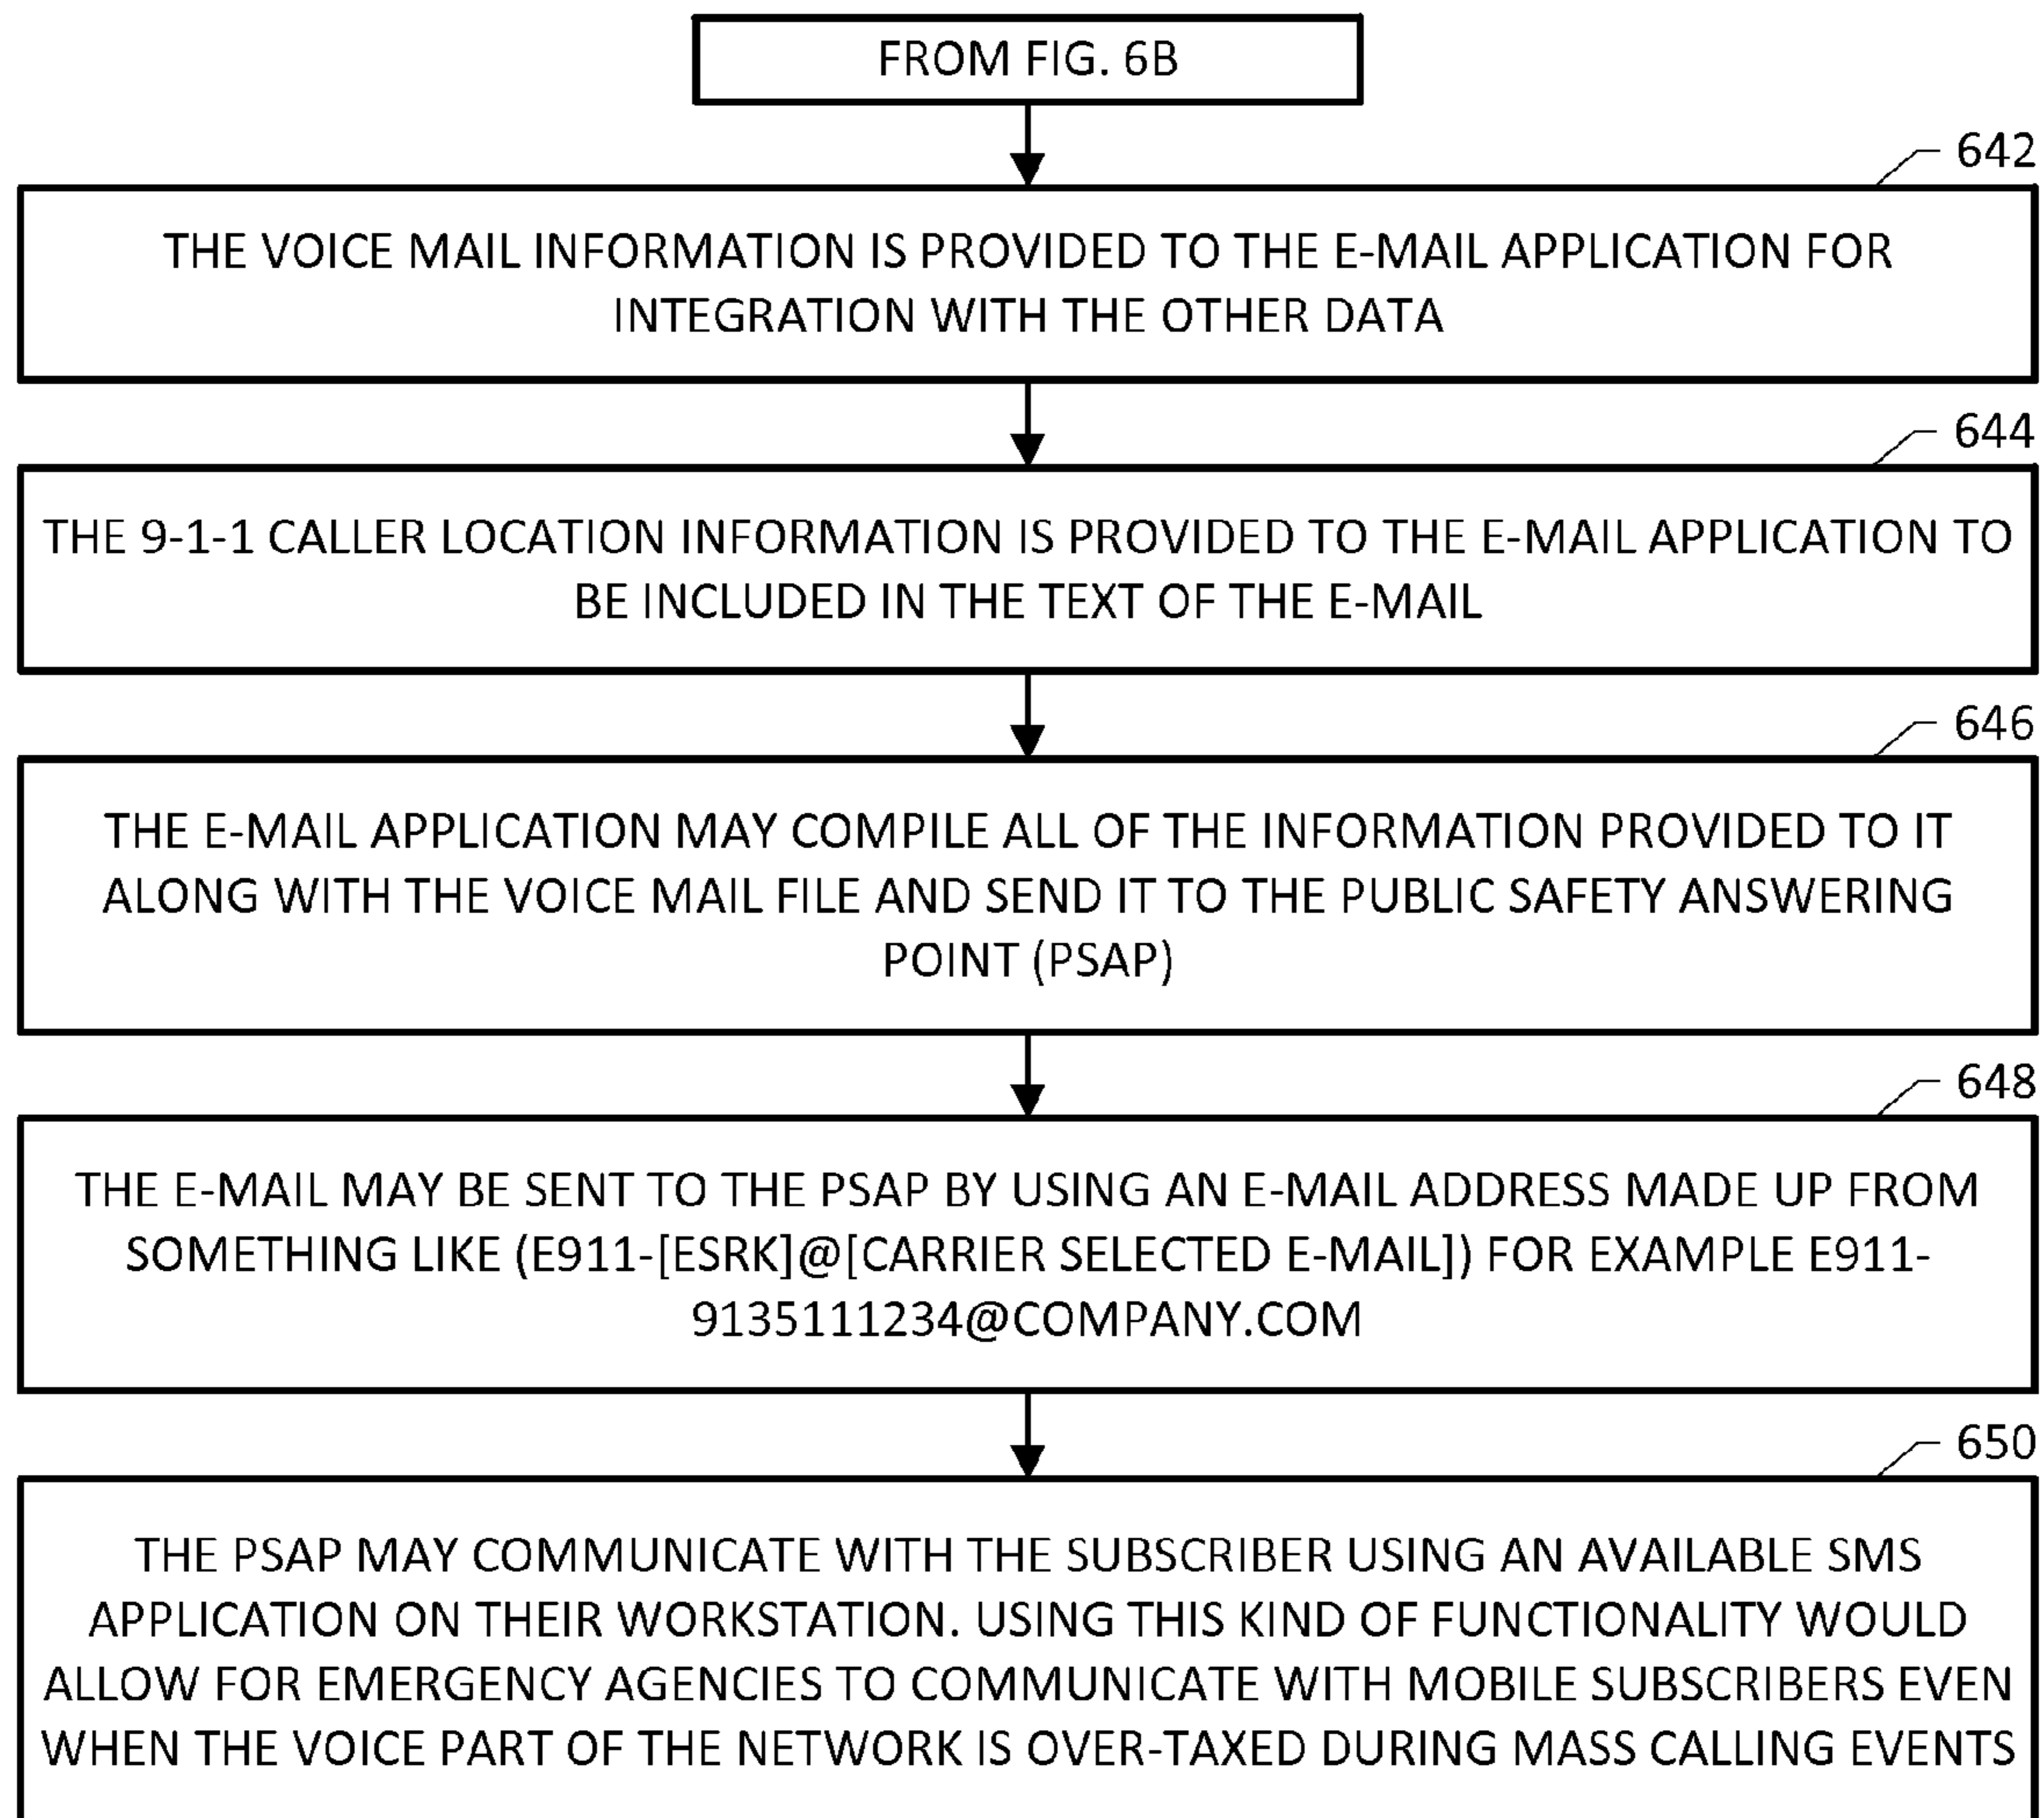 FROM FIG. 6B
642
THE VOICE MAIL INFORMATION IS PROVIDED TO THE E-MAIL APPLICATION FOR
INTEGRATION WITH THE OTHER DATA
644
THE 9-1-1 CALLER LOCATION INFORMATION IS PROVIDED TO THE E-MAIL APPLICATION TO
BE INCLUDED IN THE TEXT OF THE E-MAIL
646
THE E-MAIL APPLICATION MAY COMPILE ALL OF THE INFORMATION PROVIDED TO IT
ALONG WITH THE VOICE MAIL FILE AND SEND IT TO THE PUBLIC SAFETY ANSWERING
POINT (PSAP)
648
THE E-MAIL MAY BE SENT TO THE PSAP BY USING AN E-MAIL ADDRESS MADE UP FROM
SOMETHING LIKE (E911-[ESRK]@[CARRIER SELECTED E-MAIL]) FOR EXAMPLE E911-
9135111234@COMPANY.COM
650
THE PSAP MAY COMMUNICATE WITH THE SUBSCRIBER USING AN AVAILABLE SMS
APPLICATION ON THEIR WORKSTATION. USING THIS KIND OF FUNCTIONALITY WOULD
ALLOW FOR EMERGENCY AGENCIES TO COMMUNICATE WITH MOBILE SUBSCRIBERS EVEN
WHEN THE VOICE PART OF THE NETWORK IS OVER-TAXED DURING MASS CALLING EVENTS